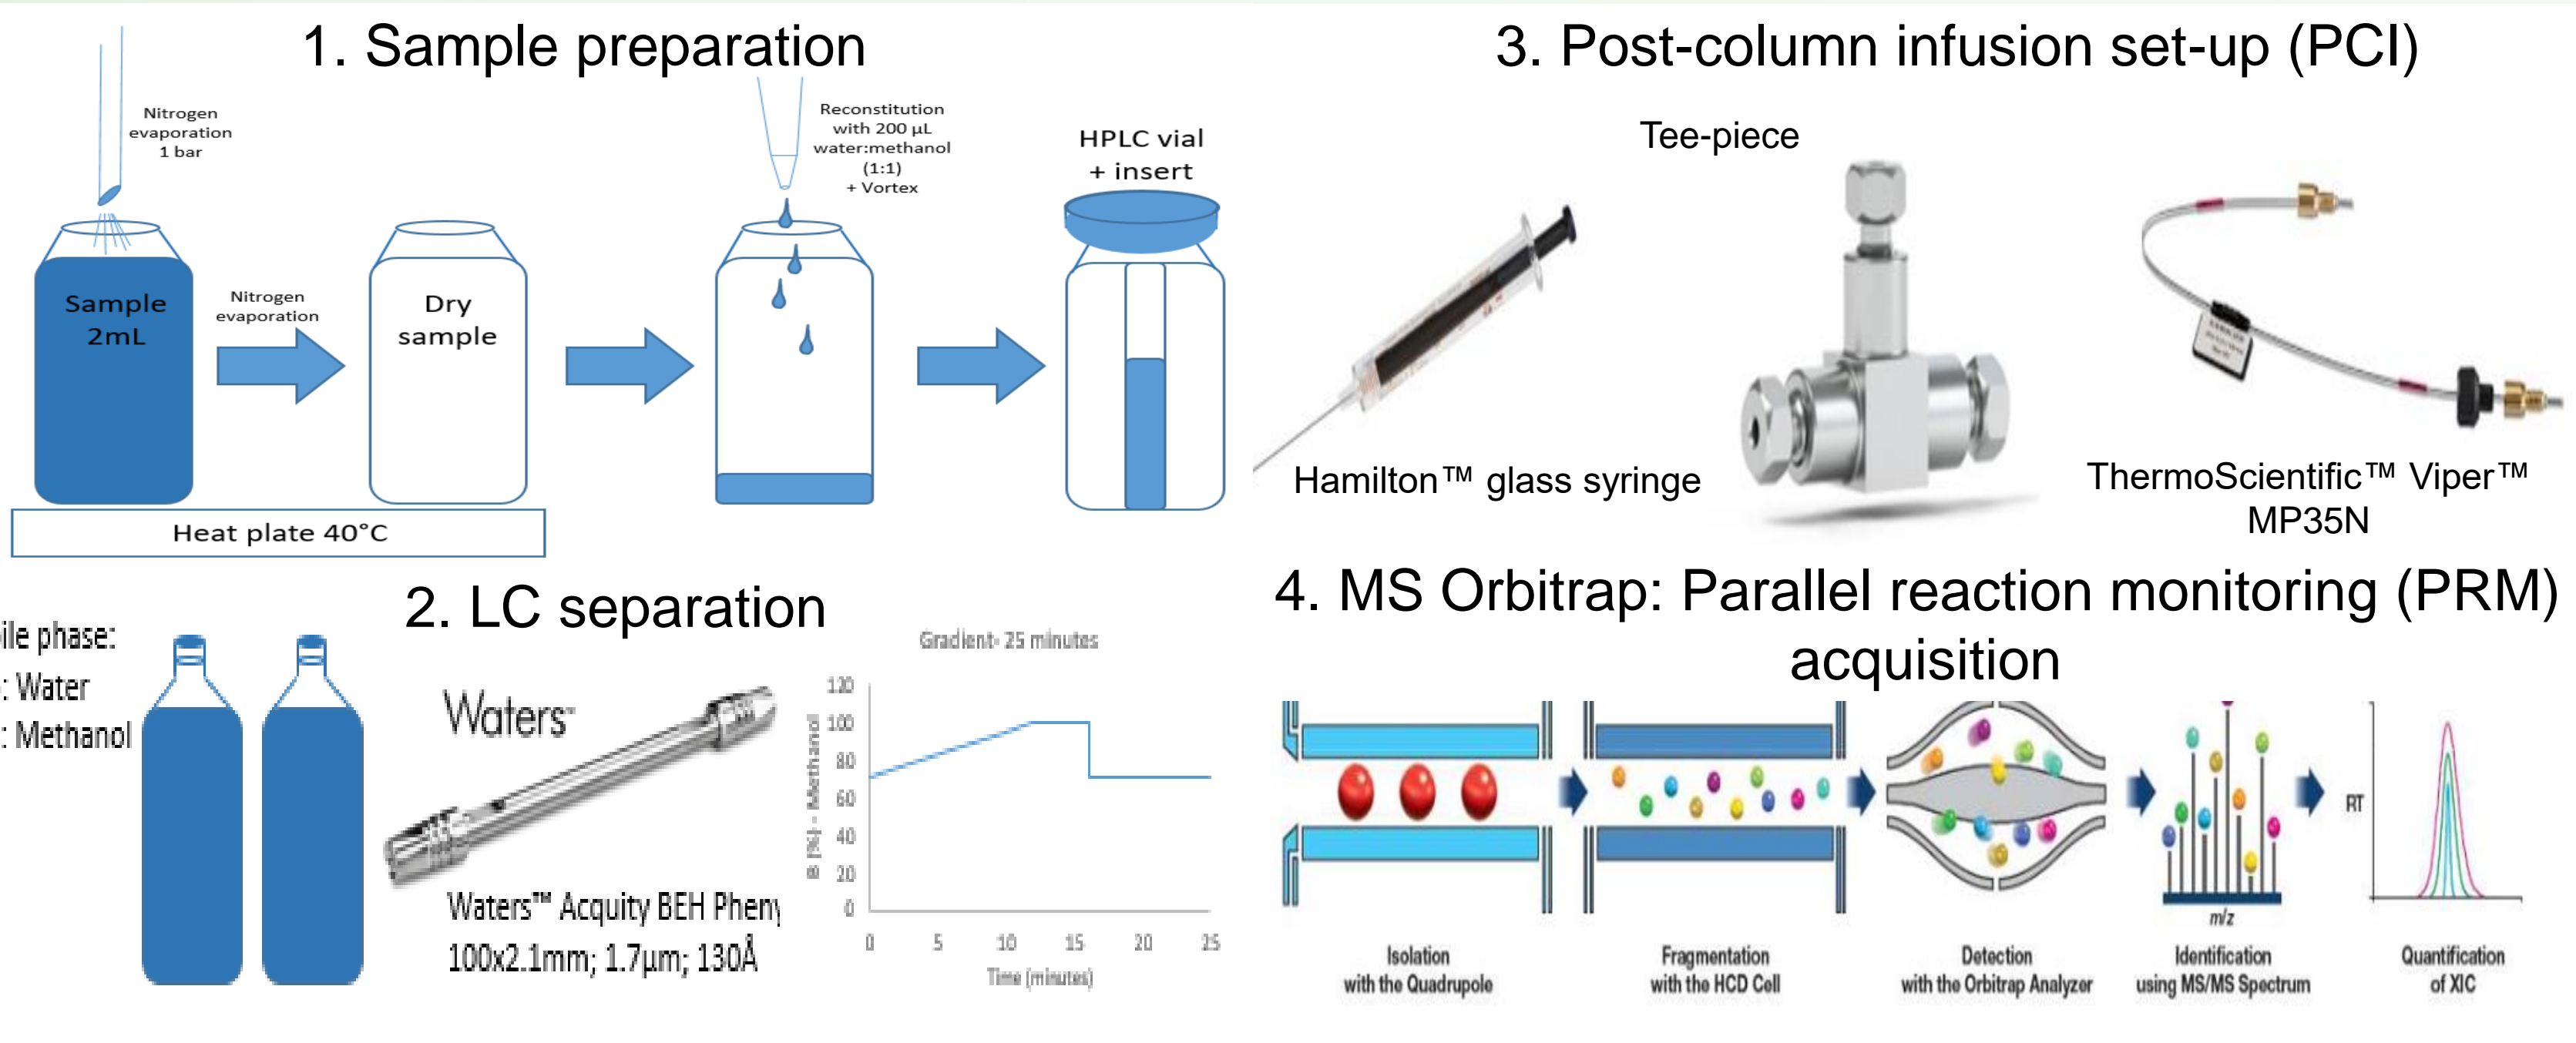 1. Sample preparation
Nitrogen
evaporation
1 bar
Reconstitution
with 200 µL
water:methanol
(1:1)
+ Vortex
HPLC vial
+ insert
Sample
2mL
Nitrogen
evaporation
Dry
sample
Heat plate 40°C
2. LC separation
ile phase:
: Water
: Methanol
Waters™
Waters™ Acquity BEH Pheny
100x2.1mm; 1.7µm; 130Å
Gradient- 25 minutes
B (%) - Methanol
120
100
80
60
40
20
0
0 5 10 15 20 25
Time (minutes)
3. Post-column infusion set-up (PCI)
Tee-piece
Hamilton™ glass syringe
ThermoScientific™ Viper™
MP35N
4. MS Orbitrap: Parallel reaction monitoring (PRM)
acquisition
RT
m/z
Isolation
with the Quadrupole
Fragmentation
with the HCD Cell
Detection
with the Orbitrap Analyzer
Identification
using MS/MS Spectrum
Quantification
of XIC